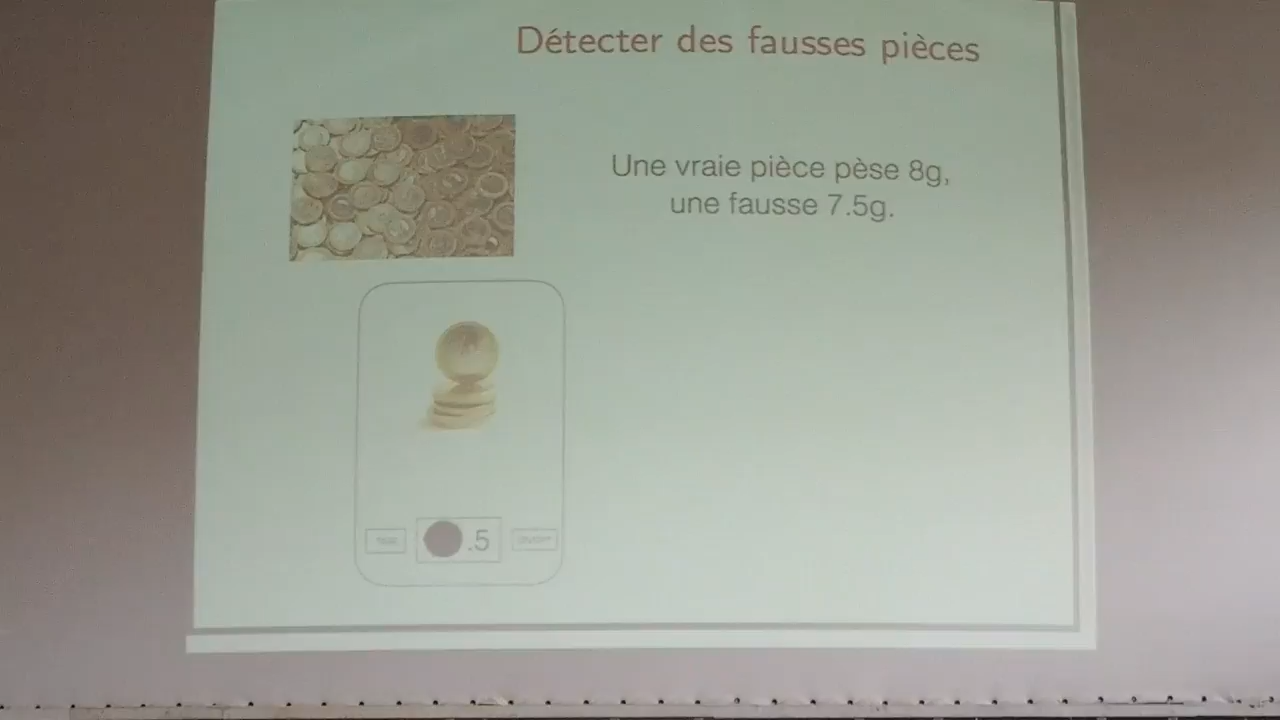 Détecter des fausses pièces
Une vraie pièce pèse 8g,
une fausse 7.5g.
.5